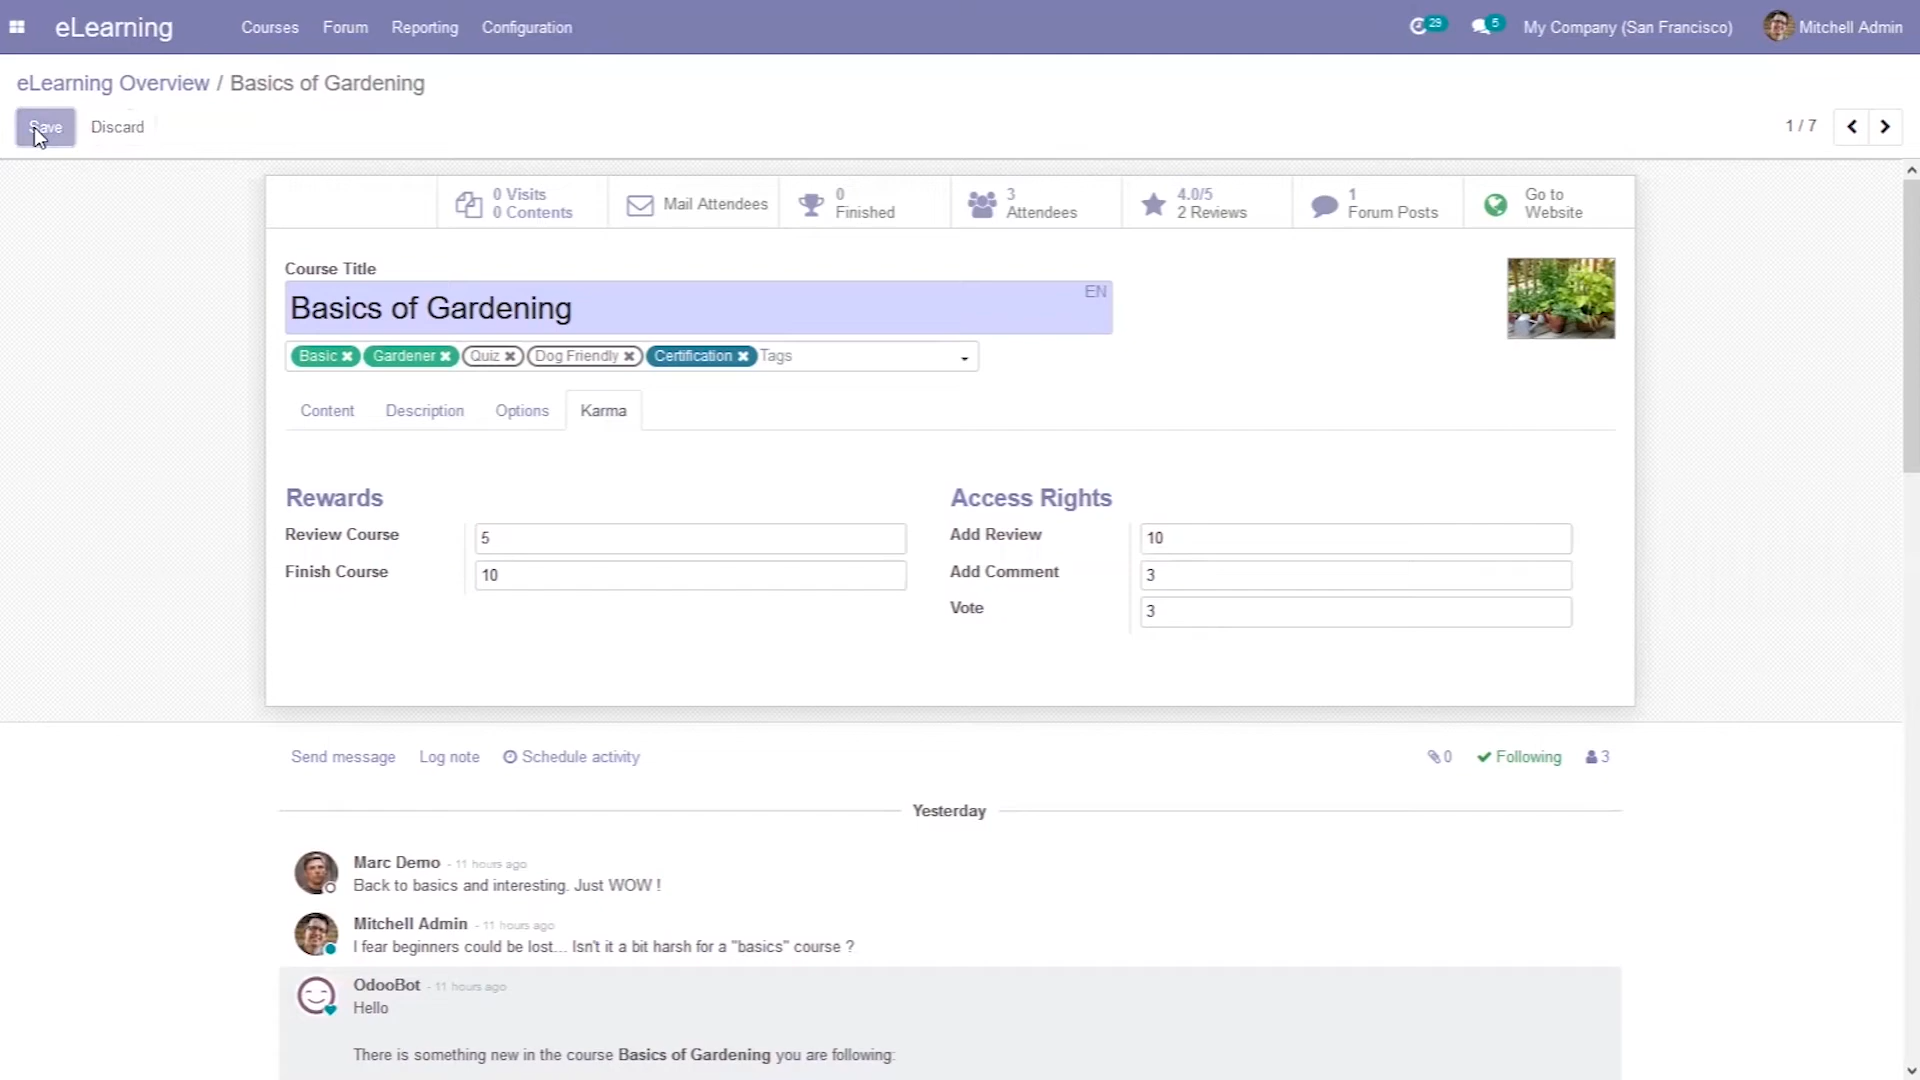 eLearning Courses Forum Reporting Configuration 29 5 My Company (San Francisco) Mitchell Admin
eLearning Overview / Basics of Gardening
Save Discard 1 / 7
0 Visits
0 Contents
Mail Attendees
0
Finished
3
Attendees
4.0/5
2 Reviews
1
Forum Posts
Go to
Website
Course Title
Basics of Gardening EN
Basic Gardener Quiz Dog Friendly Certification Tags
Content Description Options Karma
Rewards
Review Course 5
Finish Course 10
Access Rights
Add Review 10
Add Comment 3
Vote 3
Send message Log note Schedule activity 0 Following 3
Yesterday
Marc Demo - 11 hours ago
Back to basics and interesting. Just WOW !
Mitchell Admin - 11 hours ago
I fear beginners could be lost... Isn't it a bit harsh for a "basics" course ?
OdooBot - 11 hours ago
Hello
There is something new in the course Basics of Gardening you are following: